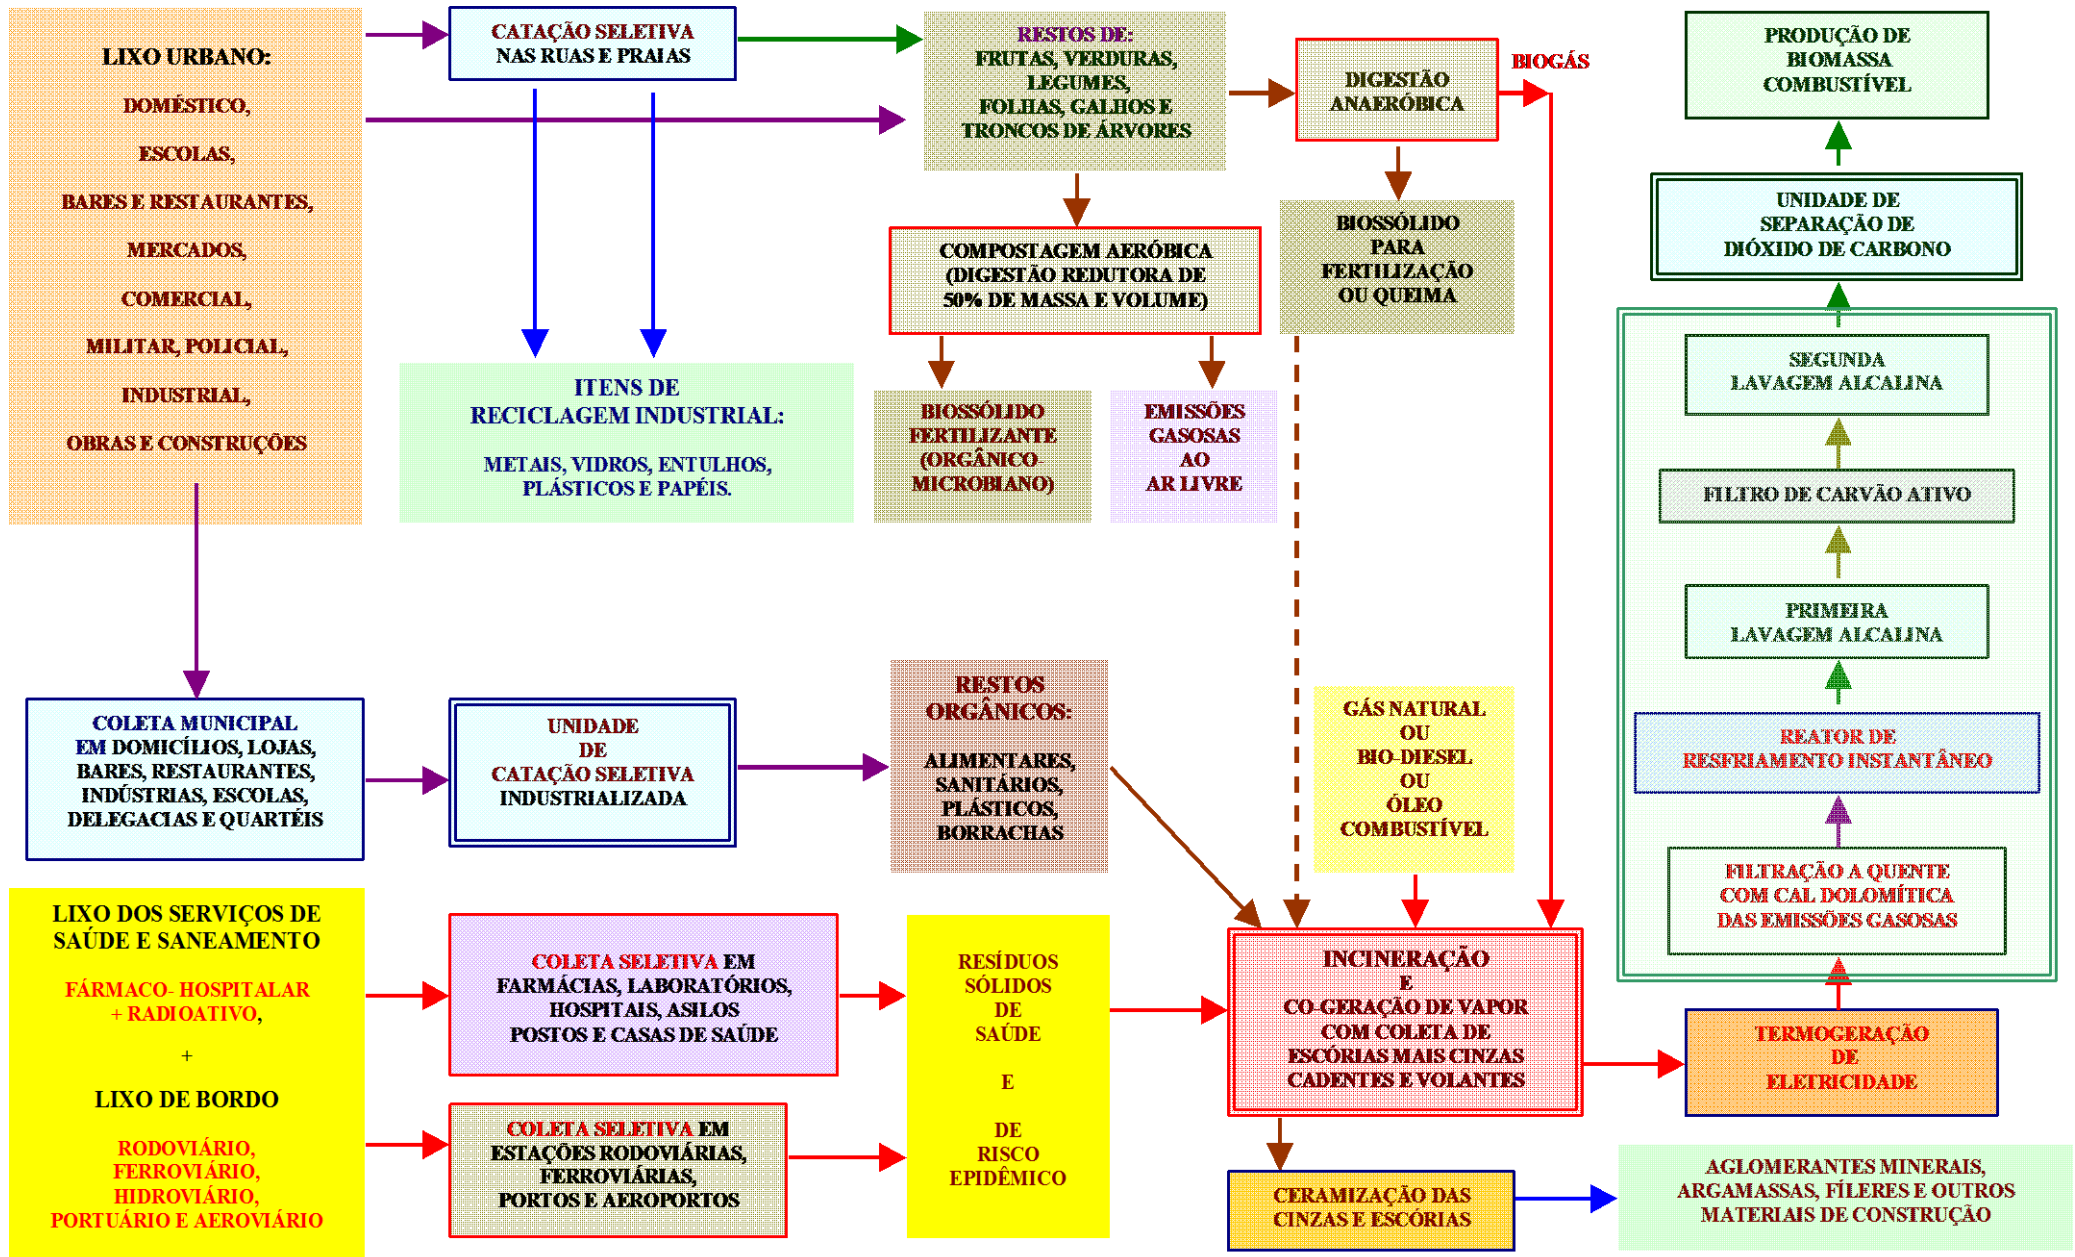 LIXO URBANO:
DOMÉSTICO,
ESCOLAS,
BARES E RESTAURANTES,
MERCADOS,
COMERCIAL,
MILITAR, POLICIAL,
INDUSTRIAL,
OBRAS E CONSTRUÇÕES
CATAÇÃO SELETIVA
NAS RUAS E PRAIAS
RESTOS DE:
FRUTAS, VERDURAS,
LEGUMES,
FOLHAS, GALHOS E
TRONCOS DE ÁRVORES
DIGESTÃO
ANAERÓBICA
BIOGÁS
PRODUÇÃO DE
BIOMASSA
COMBUSTÍVEL
UNIDADE DE
SEPARAÇÃO DE
DIÓXIDO DE CARBONO
COMPOSTAGEM AERÓBICA
(DIGESTÃO REDUTORA DE
50% DE MASSA E VOLUME)
BIOSSÓLIDO
PARA
FERTILIZAÇÃO
OU QUEIMA
ITENS DE
RECICLAGEM INDUSTRIAL:
METAIS, VIDROS, ENTULHOS,
PLÁSTICOS E PAPÉIS.
BIOSSÓLIDO
FERTILIZANTE
(ORGÂNICO-
MICROBIANO)
EMISSÕES
GASOSAS
AO
AR LIVRE
SEGUNDA
LAVAGEM ALCALINA
FILTRO DE CARVÃO ATIVO
PRIMEIRA
LAVAGEM ALCALINA
REATOR DE
RESFRIAMENTO INSTANTÂNEO
FILTRAÇÃO A QUENTE
COM CAL DOLOMÍTICA
DAS EMISSÕES GASOSAS
COLETA MUNICIPAL
EM DOMICÍLIOS, LOJAS,
BARES, RESTAURANTES,
INDÚSTRIAS, ESCOLAS,
DELEGACIAS E QUARTÉIS
UNIDADE
DE
CATAÇÃO SELETIVA
INDUSTRIALIZADA
RESTOS
ORGÂNICOS:
ALIMENTARES,
SANITÁRIOS,
PLÁSTICOS,
BORRACHAS
GÁS NATURAL
OU
BIO-DIESEL
OU
ÓLEO
COMBUSTÍVEL
LIXO DOS SERVIÇOS DE
SAÚDE E SANEAMENTO
FÁRMACO- HOSPITALAR
+ RADIOATIVO,
+
LIXO DE BORDO
RODOVIÁRIO,
FERROVIÁRIO,
HIDROVIÁRIO,
PORTUÁRIO E AEROVIÁRIO
COLETA SELETIVA EM
FARMÁCIAS, LABORATÓRIOS,
HOSPITAIS, ASILOS
POSTOS E CASAS DE SAÚDE
COLETA SELETIVA EM
ESTAÇÕES RODOVIÁRIAS,
FERROVIÁRIAS,
PORTOS E AEROPORTOS
RESÍDUOS
SÓLIDOS
DE
SAÚDE
E
DE
RISCO
EPIDÊMICO
INCINERAÇÃO
E
CO-GERAÇÃO DE VAPOR
COM COLETA DE
ESCÓRIAS MAIS CINZAS
CADENTES E VOLANTES
TERMOGERAÇÃO
DE
ELETRICIDADE
CERAMIZAÇÃO DAS
CINZAS E ESCÓRIAS
AGLOMERANTES MINERAIS,
ARGAMASSAS, FÍLERES E OUTROS
MATERIAIS DE CONSTRUÇÃO